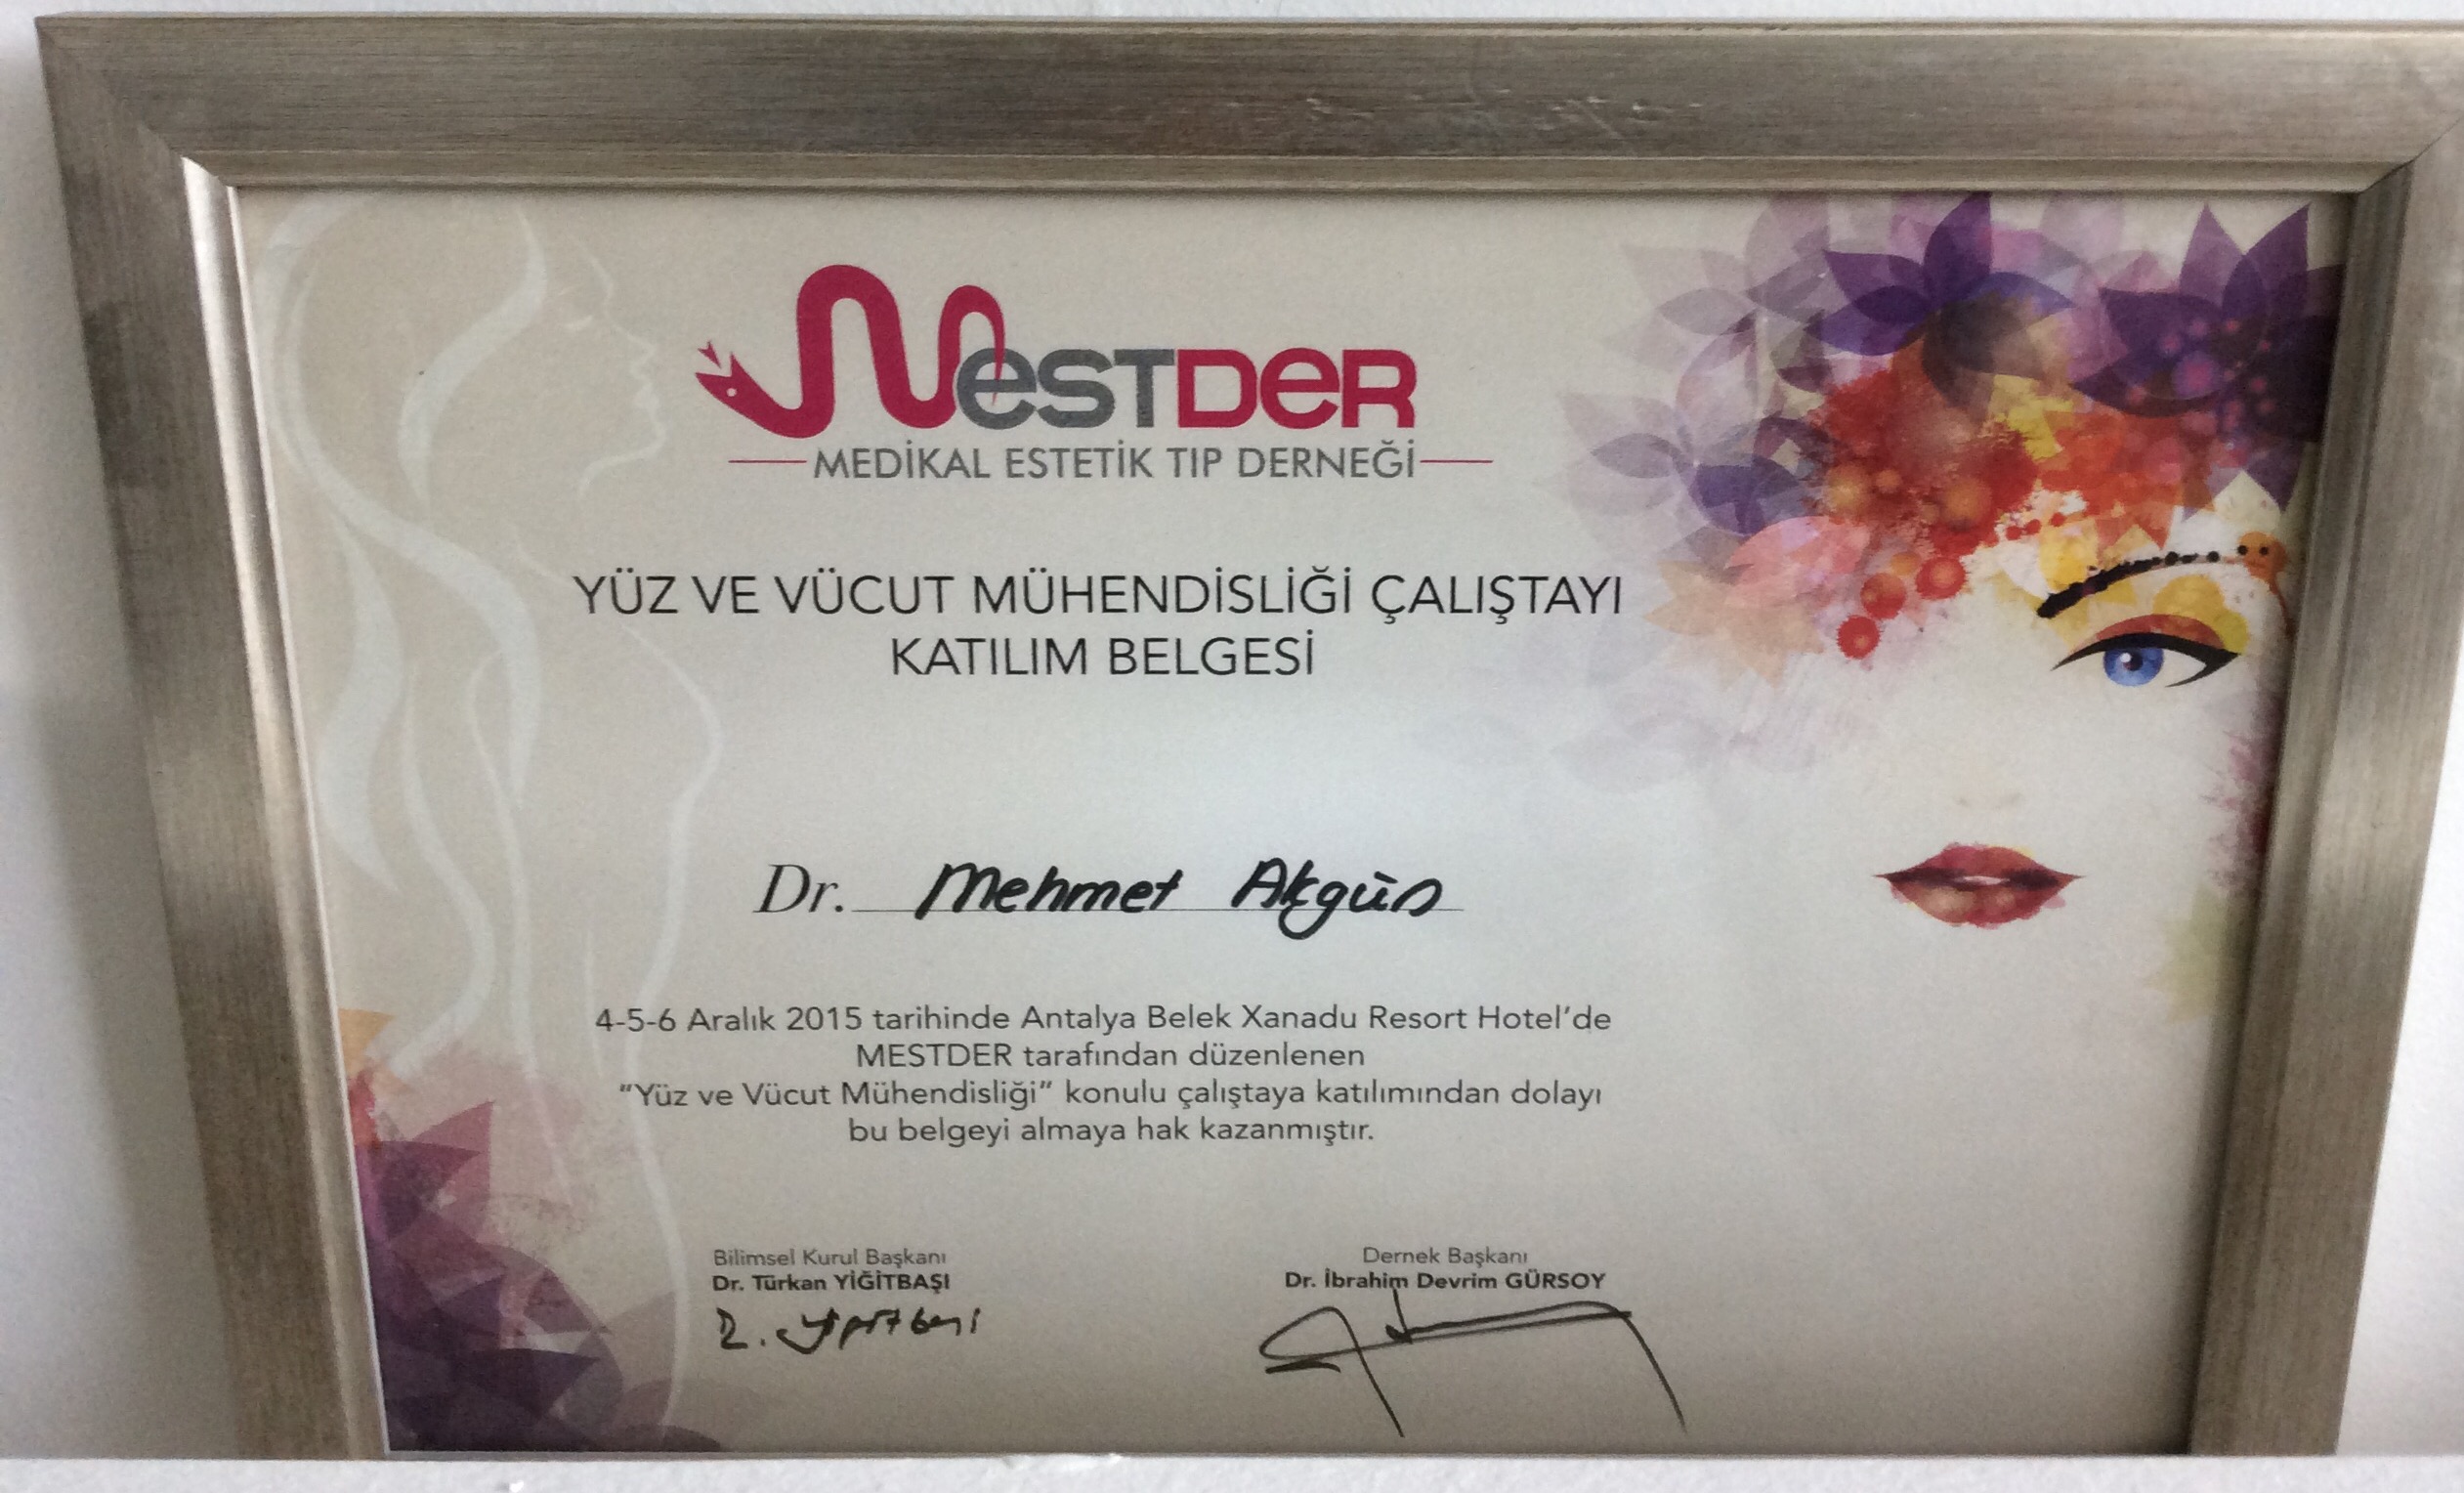 MESTDER
MEDİKAL ESTETİK TIP DERNEĞİ
YÜZ VE VÜCUT MÜHENDİSLİĞİ ÇALIŞTAYI
KATILIM BELGESİ
Dr. Mehmet Akgün
4-5-6 Aralık 2015 tarihinde Antalya Belek Xanadu Resort Hotel'de
MESTDER tarafından düzenlenen
"Yüz ve Vücut Mühendisliği" konulu çalıştaya katılımından dolayı
bu belgeyi almaya hak kazanmıştır.
Bilimsel Kurul Başkanı
Dr. Türkan YİĞİTBAŞI
Dernek Başkanı
Dr. İbrahim Devrim GÜRSOY